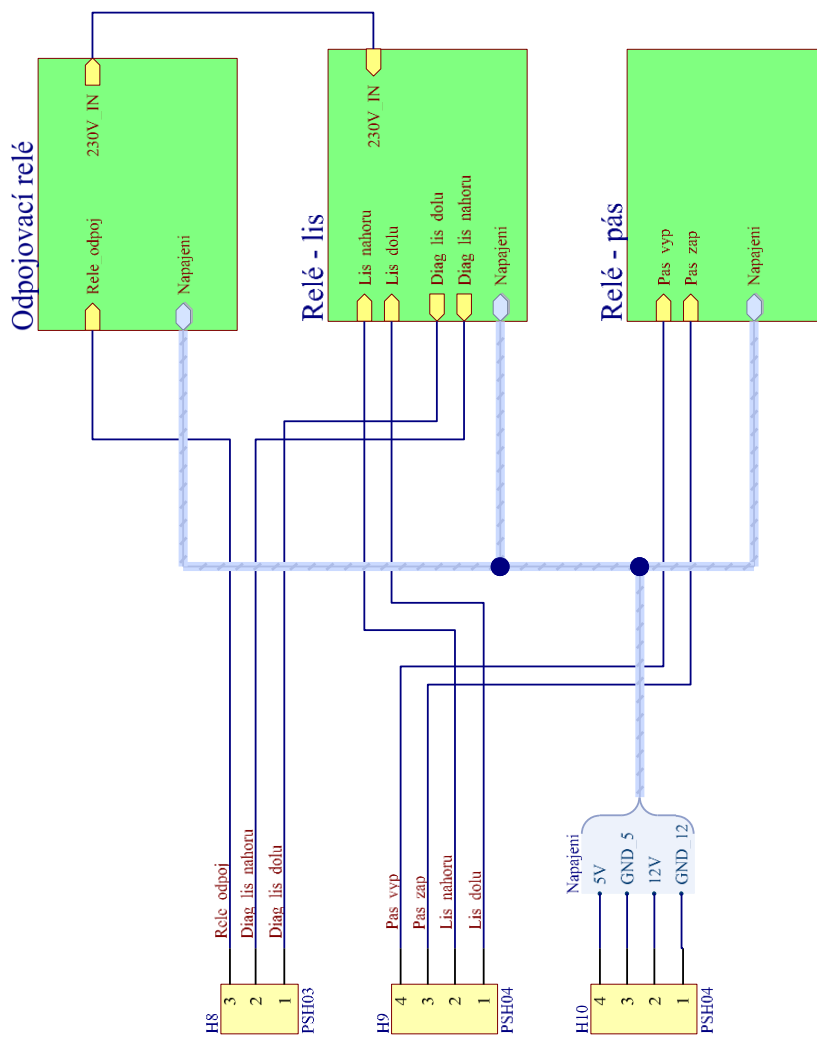 Odpojovací relé
230V_IN
Rele_odpoj
Napajeni
Relé - lis
230V_IN
Lis_nahoru
Lis_dolu
Diag_lis_dolu
Diag_lis_nahoru
Napajeni
Relé - pás
Pas_vyp
Pas_zap
Napajeni
H8
3
2
1
PSH03
Rele_odpoj
Diag_lis_nahoru
Diag_lis_dolu
H9
4
3
2
1
PSH04
Pas_vyp
Pas_zap
Lis_nahoru
Lis_dolu
H10
4
3
2
1
PSH04
Napajeni
5V
GND_5
12V
GND_12